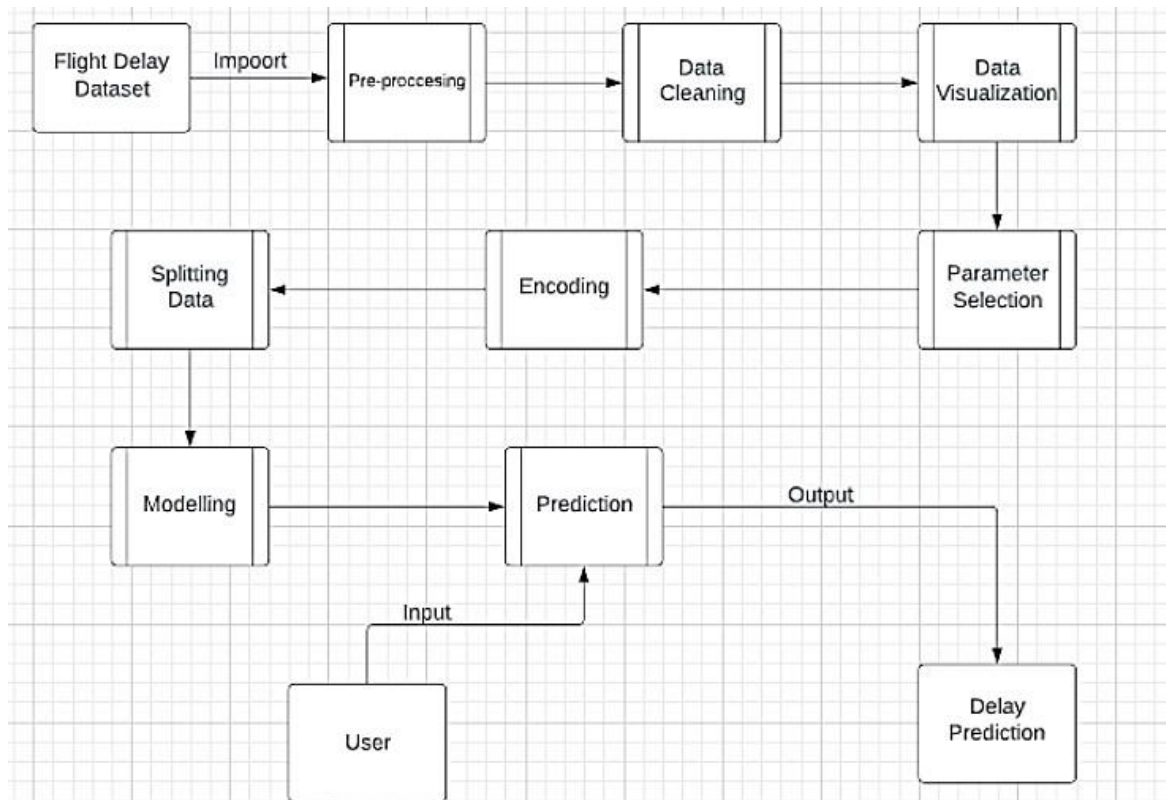 Flight Delay
Dataset
Impoort
Pre-proccesing
Data
Cleaning
Data
Visualization
Splitting
Data
Encoding
Parameter
Selection
Modelling
Prediction
Output
Input
User
Delay
Prediction